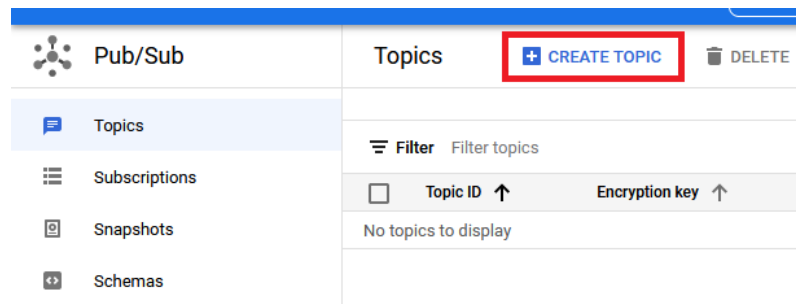 Pub/Sub
Topics
CREATE TOPIC
DELETE
Topics
Subscriptions
Snapshots
Schemas
Filter Filter topics
Topic ID Encryption key
No topics to display